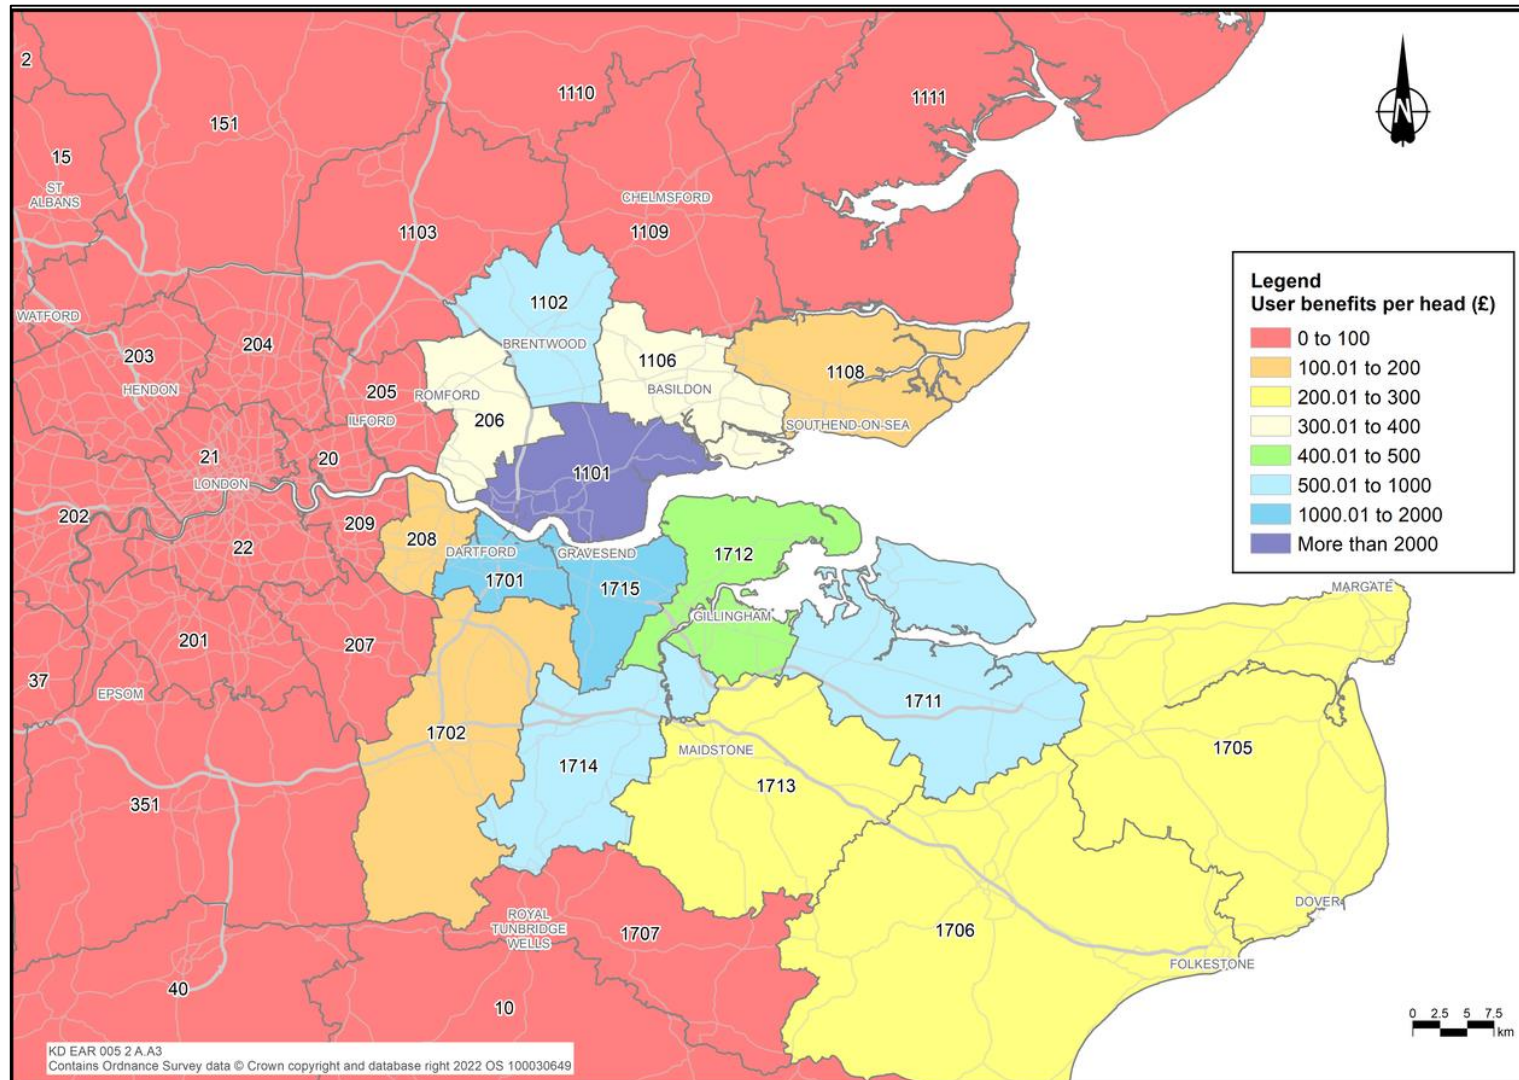 2
1110
1111
151
15
ST
ALBANS
N
CHELMSFORD
1103
1109
Legend
User benefits per head (£)
0 to 100
100.01 to 200
200.01 to 300
300.01 to 400
400.01 to 500
500.01 to 1000
1000.01 to 2000
More than 2000
1102
WATFORD
204
BRENTWOOD
203
HENDON
1106
1108
205
ROMFORD
BASILDON
ILFORD
206
SOUTHEND-ON-SEA
21
20
1101
LONDON
202
209
22
208
DARTFORD
GRAVESEND
1712
1701
1715
MARGATE
GILLINGHAM
201
207
37
EPSOM
1711
1702
MAIDSTONE
1705
1714
1713
351
DOVER
ROYAL
TUNBRIDGE
WELLS
1707
1706
FOLKESTONE
40
10
0 2.5 5 7.5
km
KD EAR 005 2 A.A3
Contains Ordnance Survey data © Crown copyright and database right 2022 OS 100030649